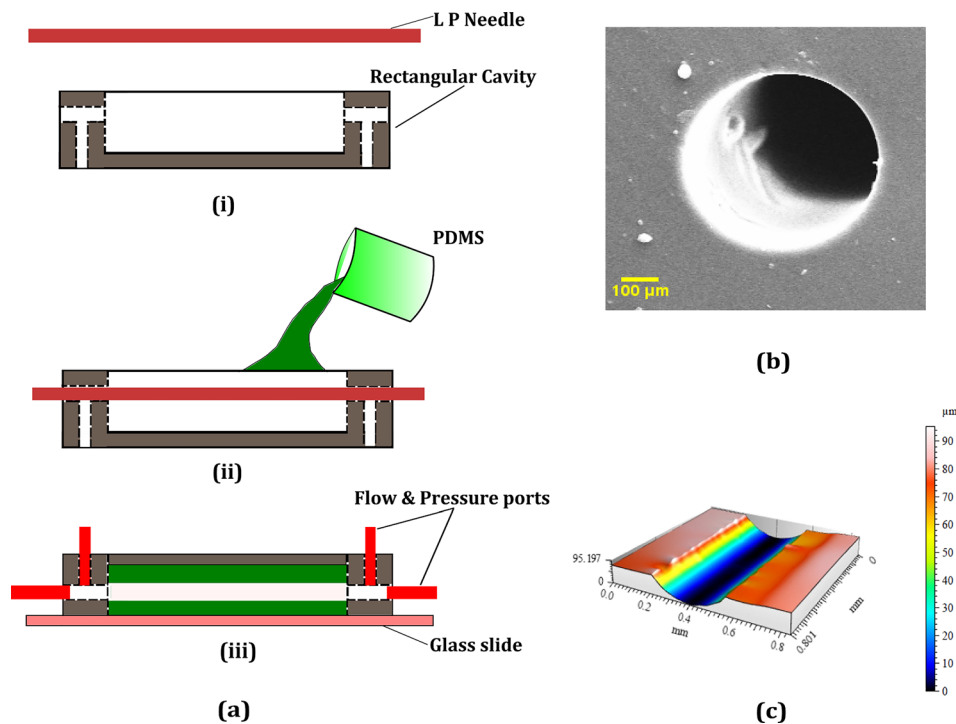 L P Needle
Rectangular Cavity
(i)
PDMS
(ii)
Flow & Pressure ports
Glass slide
(iii)
(a)
100 µm
(b)
µm
90
80
70
60
50
40
30
20
10
0
95.197
0
0.0
0.2
0.4
0.6
0.8
mm
0
mm
0.801
(c)